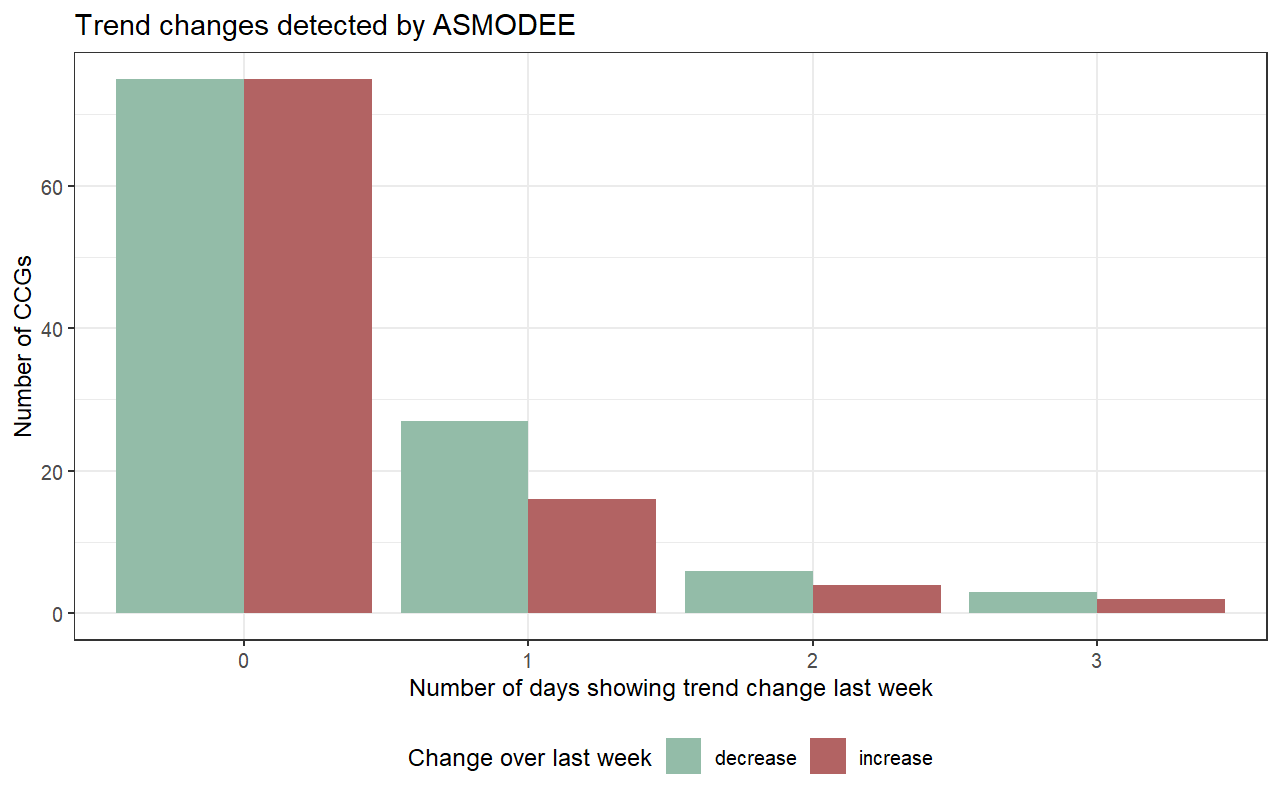 Trend changes detected by ASMODEE
Number of CCGs
60
40
20
0
0 1 2 3
Number of days showing trend change last week
Change over last week decrease increase